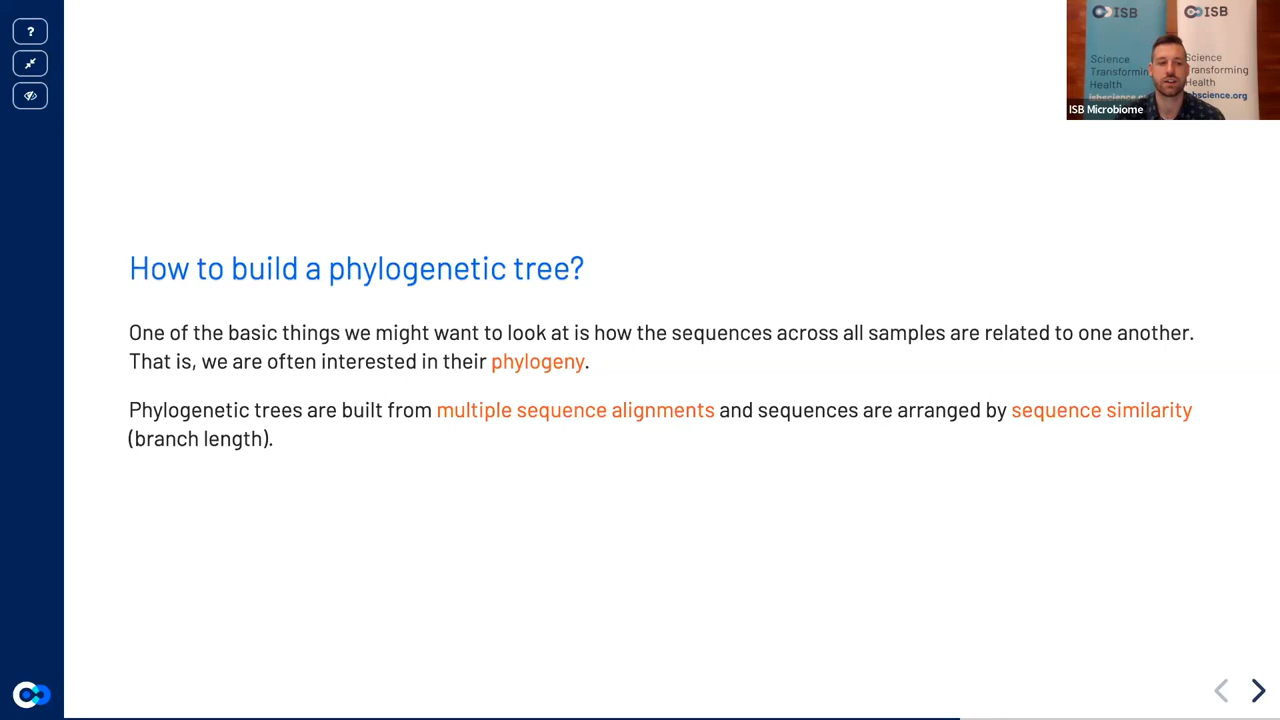 ?
ISB
ISB
Science
Transformin
Health
Science
Transforming
Health
bscience.org
ISB Microbiome
How to build a phylogenetic tree?
One of the basic things we might want to look at is how the sequences across all samples are related to one another.
That is, we are often interested in their phylogeny.
Phylogenetic trees are built from multiple sequence alignments and sequences are arranged by sequence similarity
(branch length).